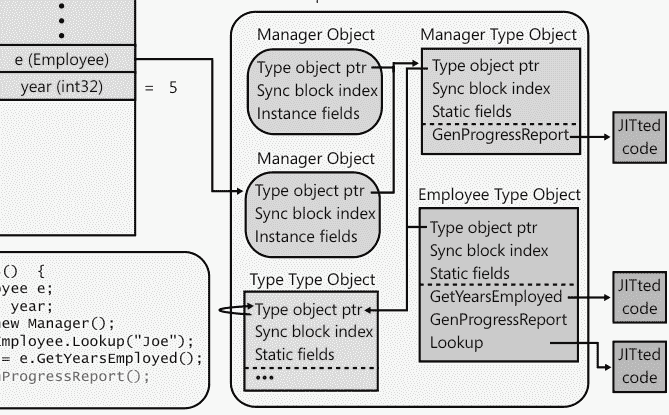 e (Employee)
year (int32) = 5
Manager Object
Type object ptr
Sync block index
Instance fields
Manager Object
Type object ptr
Sync block index
Instance fields
Type Type Object
Type object ptr
Sync block index
Static fields
•••
Manager Type Object
Type object ptr
Sync block index
Static fields
GenProgressReport
JITted
code
Employee Type Object
Type object ptr
Sync block index
Static fields
GetYearsEmployed
GenProgressReport
Lookup
JITted
code
JITted
code
() {
yee e;
year;
new Manager();
Employee.Lookup("Joe");
= e.GetYearsEmployed();
nProgressReport();